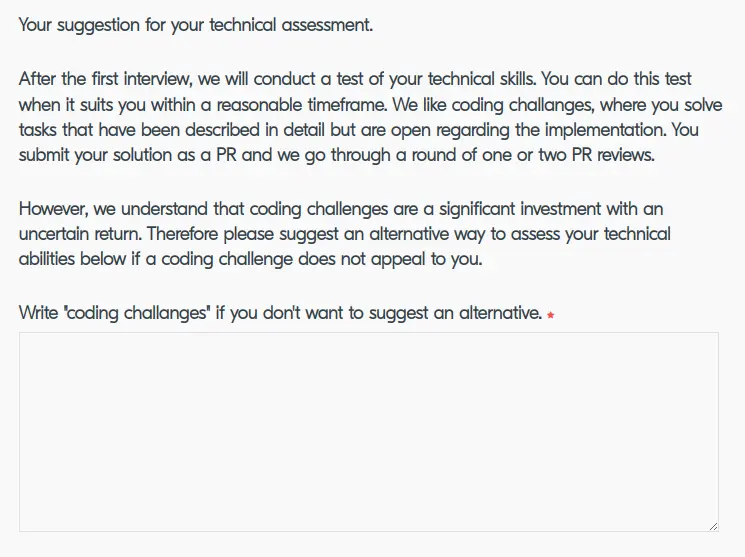 Your suggestion for your technical assessment.
After the first interview, we will conduct a test of your technical skills. You can do this test
when it suits you within a reasonable timeframe. We like coding challanges, where you solve
tasks that have been described in detail but are open regarding the implementation. You
submit your solution as a PR and we go through a round of one or two PR reviews.
However, we understand that coding challenges are a significant investment with an
uncertain return. Therefore please suggest an alternative way to assess your technical
abilities below if a coding challenge does not appeal to you.
Write "coding challanges" if you don't want to suggest an alternative. *